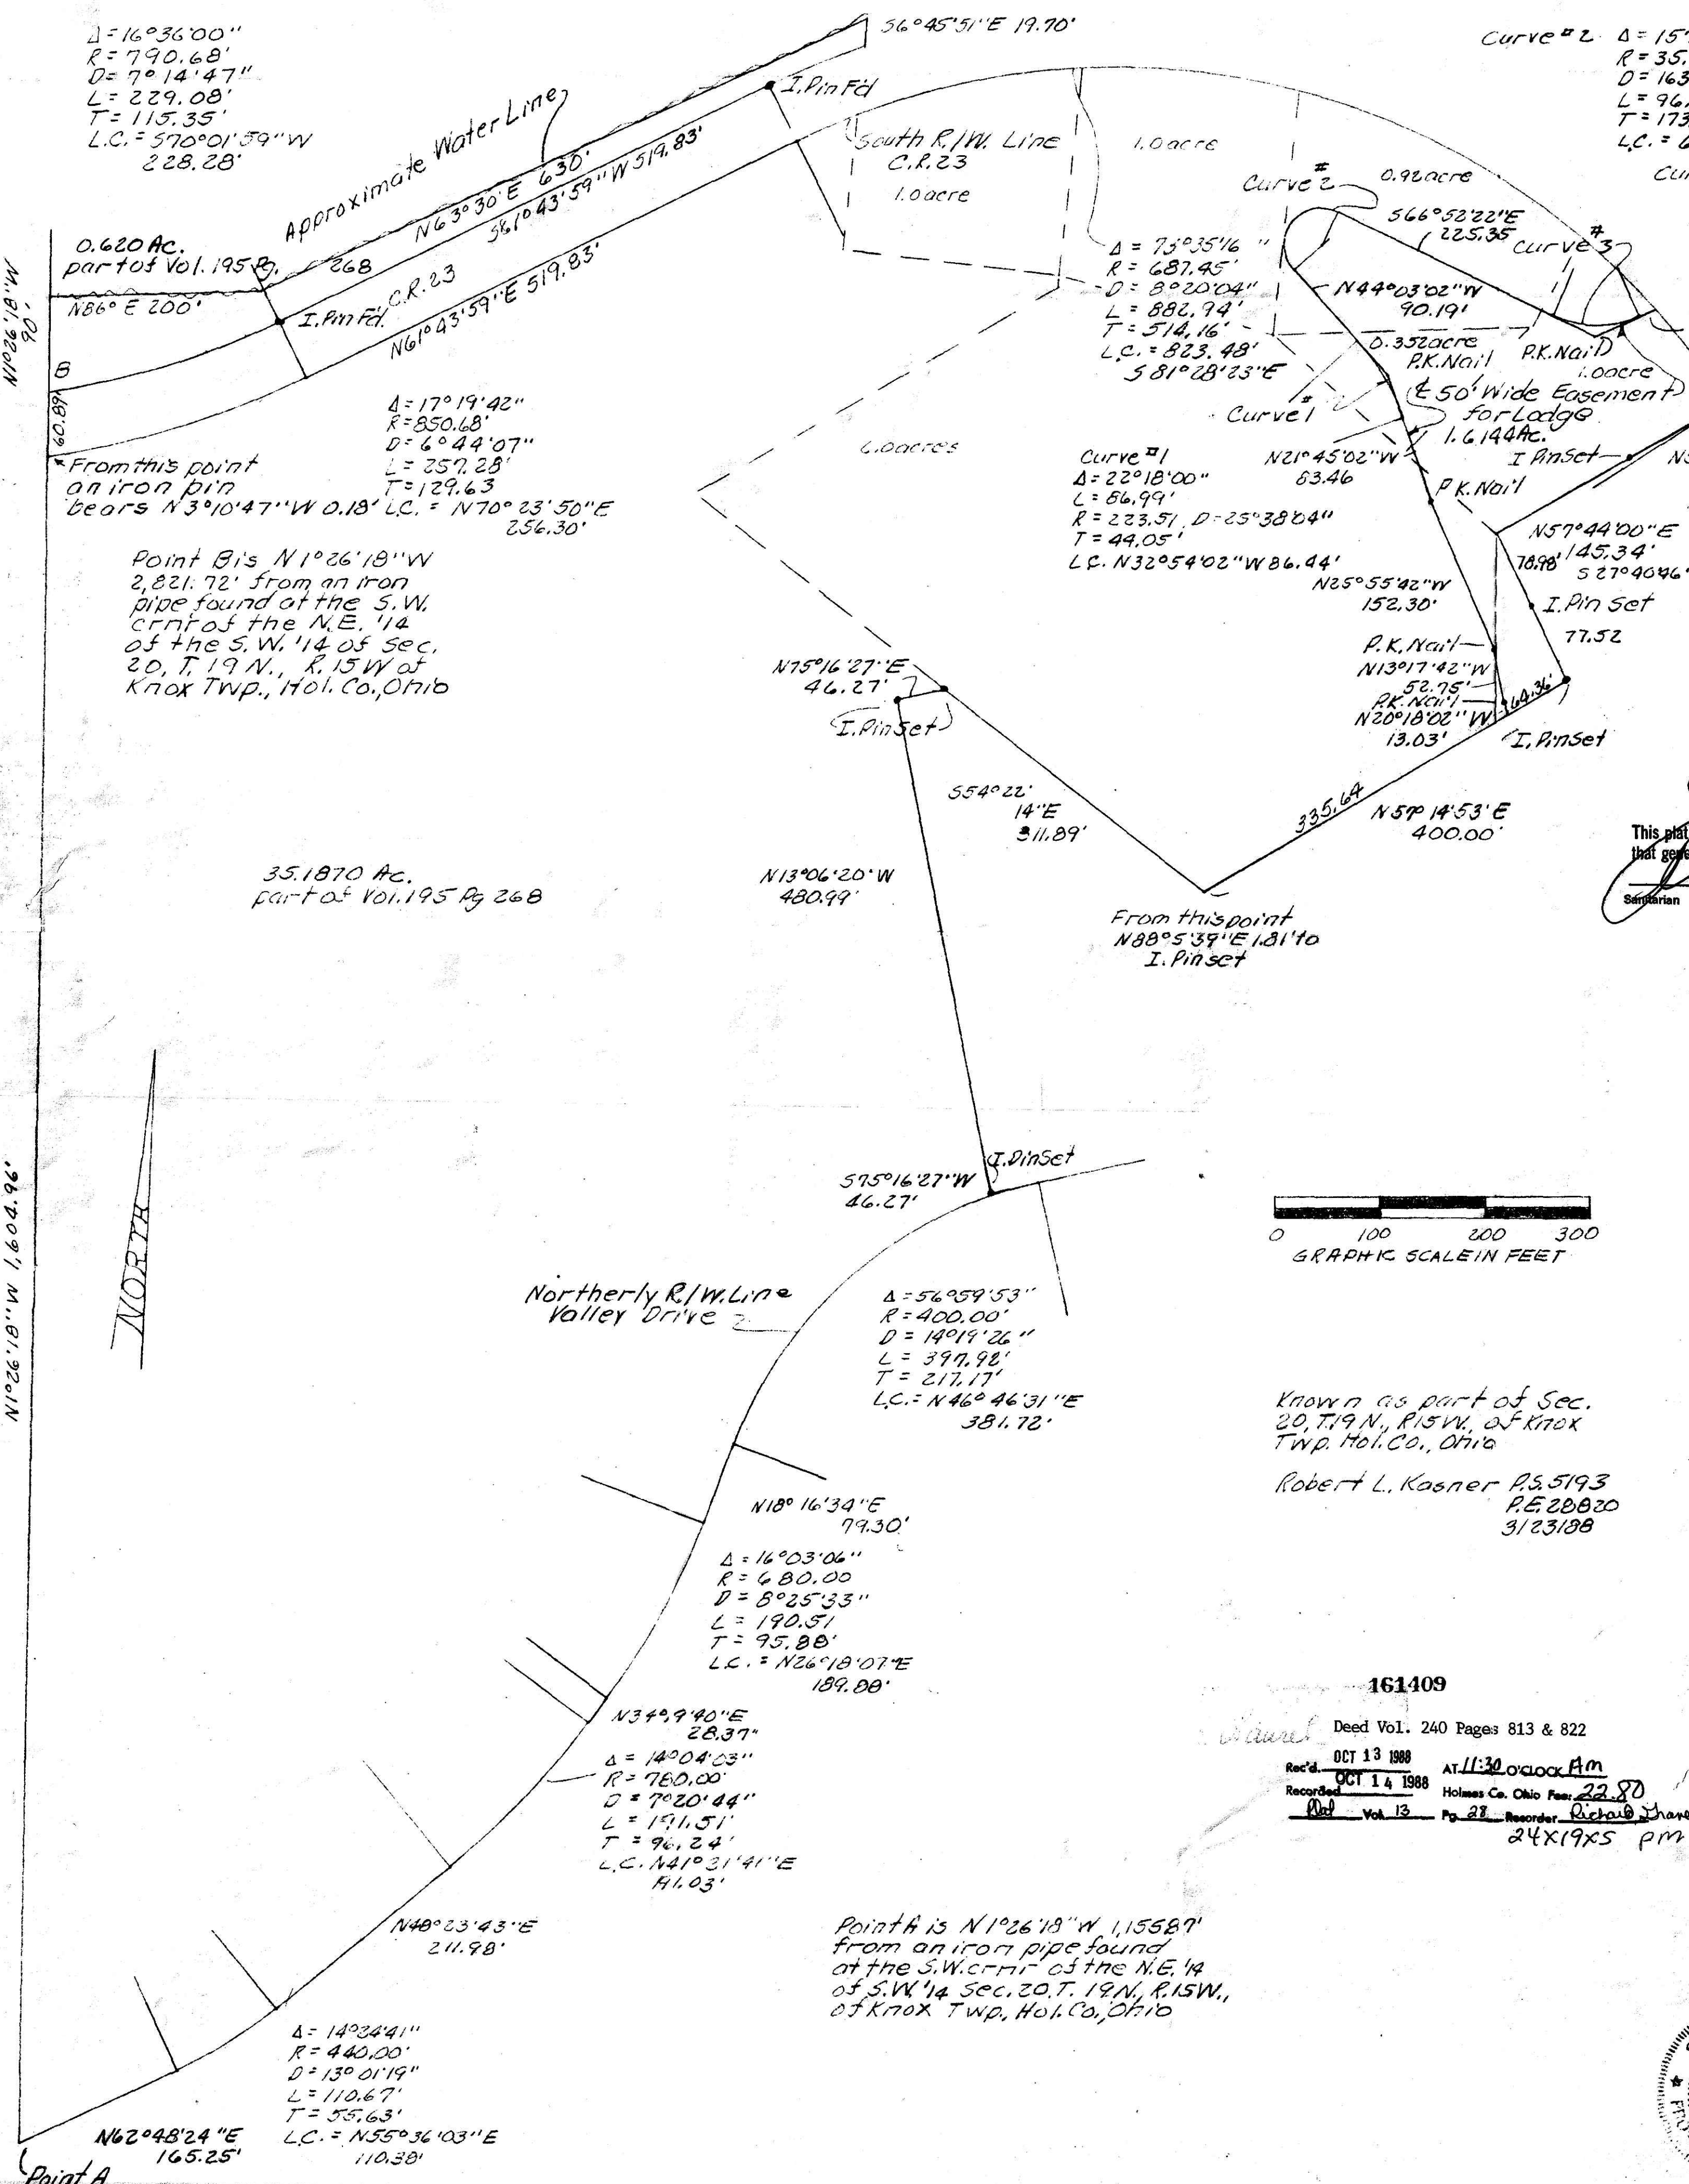 Δ=16°36'00"
R=790.68'
D=7°14'47"
L=229.08'
T=115.35'
L.C.=S70°01'59"W
228.28'
S6°45'51"E 19.70'
I.Pin Fd
Approximate Water Line
N63°30'E 630'
S61°43'59"W 519.83'
C.R.23
N61°43'59"E 519.83'
South R/W. Line
C.R.23
1.0 acre
1.0 acre
Curve #2 Δ=15
R=35.
D=163
L=96.
T=173
L.C.=6
Cur
Curve #2
0.92 acre
S66°52'22"E
225.35
Curve #3
0.620 Ac.
part of Vol.195 Pg. 268
N86°E 200'
I.Pin Fd.
90'
N1°26'18"W
B
60.89'
Δ=17°19'42"
R=850.68'
D=6°44'07"
L=257.28'
T=129.63
L.C.=N70°23'50"E
256.30'
From this point
an iron pin
bears N3°10'47"W 0.18'
Point B is N1°26'18"W
2,821.72' from an iron
pipe found at the S.W.
crnr of the N.E. '/4
of the S.W. '/4 of Sec.
20, T.19 N., R.15W of
Knox Twp., Hol.Co.,Ohio
Δ=73°35'16"
R=687.45'
D=8°20'04"
L=882.94'
T=514.16'
L.C.=823.48'
S81°28'23"E
N44°03'02"W
90.19'
0.352 acre
P.K.Nail
P.K.Nail
1.0 acre
Curve #1
₵ 50' Wide Easement
for Lodge
1.6144 Ac.
6.0 acres
Curve #1
Δ=22°18'00"
L=86.99'
R=223.51 D=25°38'04"
T=44.05'
L.C. N32°54'02"W 86.44'
N21°45'02"W
63.46
I Pin Set
P.K.Nail
N57°44'00"E
145.34'
78.98'
S27°40'46"
N25°55'42"W
152.30'
I.Pin Set
77.52
P.K.Nail
N13°17'42"W
52.75'
P.K.Nail
N20°18'02"W
13.03'
64.36'
I.Pin Set
N75°16'27"E
46.27'
(I.Pin Set)
S54°22'
14"E
311.89'
335.64
N57°14'53"E
400.00'
This plat
that gene
Sanitarian
35.1870 Ac.
part of Vol.195 Pg 268
N13°06'20"W
480.99'
From this point
N88°5'39"E 1.81' to
I. Pin set
N1°26'18"W 1,604.96'
NORTH
S75°16'27"W
46.27'
I.Pin Set
0 100 200 300
GRAPHIC SCALE IN FEET
Northerly R/W.Line
Valley Drive
Δ=56°59'53"
R=400.00'
D=14°19'26"
L=397.92'
T=217.17'
L.C.=N46°46'31"E
381.72'
Known as part of Sec.
20, T.19 N., R15W., of Knox
Twp. Hol.Co., Ohio
Robert L. Kasner P.S.5193
P.E.28820
3/23/88
N18°16'34"E
79.30'
Δ=16°03'06"
R=680.00
D=8°25'33"
L=190.51
T=95.88'
L.C.=N26°18'07"E
189.88'
N34°19'40"E
28.37"
Δ=14°04'03"
R=780.00'
D=7°20'44"
L=191.51'
T=96.24'
L.C. N41°21'41"E
191.03'
161409
Deed Vol. 240 Pages 813 & 822
Rec'd. OCT 13 1988 AT 11:30 O'CLOCK AM
Recorded OCT 14 1988 Holmes Co. Ohio Fee: 22.80
Plat Vol. 13 Pg 28 Recorder Richard
24X19X5 pm
N48°23'43"E
211.98'
Point A is N1°26'18"W 1,155.87'
from an iron pipe found
at the S.W.crnr of the N.E.'/4
of S.W.'/4 Sec.20,T.19N.,R.15W.,
of Knox Twp., Hol.Co.,Ohio
Δ=14°24'41"
R=440.00'
D=13°01'19"
L=110.67'
T=55.63'
L.C.=N55°36'03"E
110.38'
N62°48'24"E
165.25'
Point A